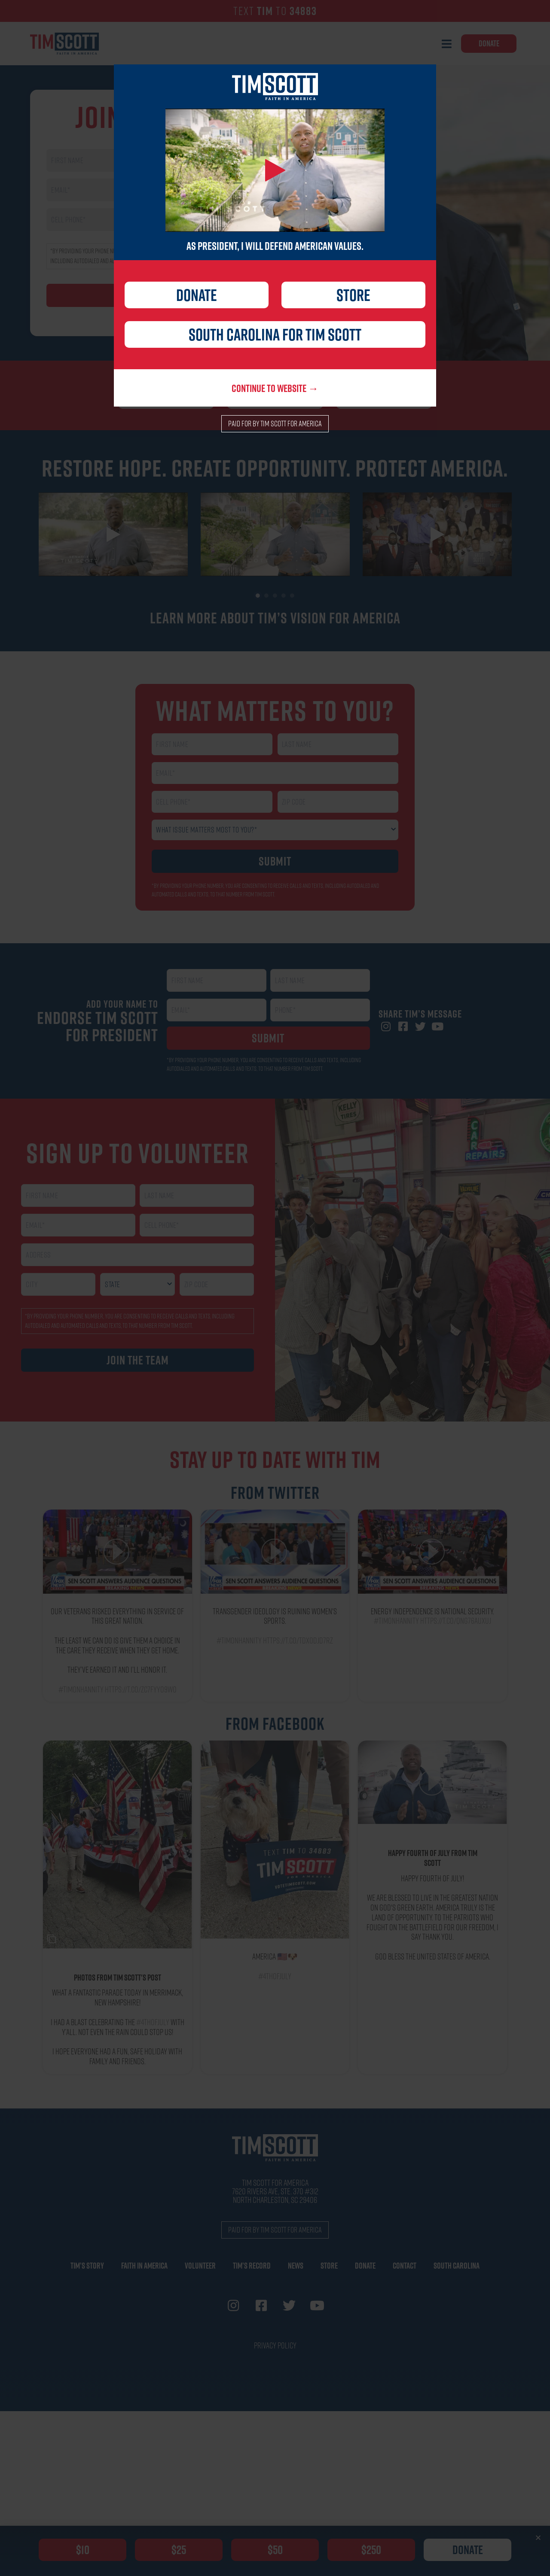 TEXT TIM TO 34883
TIM SCOTT
DONATE
JOIN
TIM SCOTT
FAITH IN AMERICA
AS PRESIDENT, I WILL DEFEND AMERICAN VALUES.
DONATE
STORE
SOUTH CAROLINA FOR TIM SCOTT
CONTINUE TO WEBSITE →
PAID FOR BY TIM SCOTT FOR AMERICA
RESTORE HOPE. CREATE OPPORTUNITY. PROTECT AMERICA.
LEARN MORE ABOUT TIM'S VISION FOR AMERICA
WHAT MATTERS TO YOU?
FIRST NAME
LAST NAME
EMAIL*
CELL PHONE*
ZIPCODE
WHAT ISSUE MATTERS MOST TO YOU?*
SUBMIT
ADD YOUR NAME TO
ENDORSE TIM SCOTT
FOR PRESIDENT
FIRST NAME
LAST NAME
EMAIL*
PHONE*
SUBMIT
SHARE TIM'S MESSAGE
SIGN UP TO VOLUNTEER
FIRST NAME
LAST NAME
EMAIL*
CELL PHONE*
ADDRESS
CITY
STATE
ZIP CODE
JOIN THE TEAM
KELLY
TIRES
CAR
REPAIRS
STAY UP TO DATE WITH TIM
FROM TWITTER
SEN SCOTT ANSWERS AUDIENCE QUESTIONS
SEN SCOTT ANSWERS AUDIENCE QUESTIONS
SEN SCOTT ANSWERS AUDIENCE QUESTIONS
OUR VETERANS RISKED EVERYTHING IN SERVICE OF
THIS GREAT NATION.
THE LEAST WE CAN DO IS GIVE THEM A CHOICE IN
THE CARE THEY RECEIVE WHEN THEY GET HOME.
THEY'VE EARNED IT AND I'LL HONOR IT.
TRANSGENDER IDEOLOGY IS RUINING WOMEN'S
SPORTS.
ENERGY INDEPENDENCE IS NATIONAL SECURITY.
FROM FACEBOOK
TEXT TIM TO 34883
TIM SCOTT
PHOTOS FROM TIM SCOTT'S POST
WHAT A FANTASTIC PARADE TODAY IN MERRIMACK,
NEW HAMPSHIRE!
I HAD A BLAST CELEBRATING THE #4THOFJULY WITH
Y'ALL. NOT EVEN THE RAIN COULD STOP US!
I HOPE EVERYONE HAD A FUN, SAFE HOLIDAY WITH
FAMILY AND FRIENDS.
AMERICA
HAPPY FOURTH OF JULY FROM TIM
SCOTT
HAPPY FOURTH OF JULY!
WE ARE BLESSED TO LIVE IN THE GREATEST NATION
ON GOD'S GREEN EARTH. AMERICA TRULY IS THE
LAND OF OPPORTUNITY. TO THE PATRIOTS WHO
FOUGHT ON THE BATTLEFIELD FOR OUR FREEDOM, I
SAY THANK YOU.
GOD BLESS THE UNITED STATES OF AMERICA.
TIM SCOTT
FAITH IN AMERICA
TIM SCOTT FOR AMERICA
NORTH CHARLESTON, SC 29406
PAID FOR BY TIM SCOTT FOR AMERICA
TIM'S STORY FAITH IN AMERICA VOLUNTEER TIM'S RECORD NEWS STORE DONATE CONTACT SOUTH CAROLINA
PRIVACY POLICY
$10 $25 $50 $250 DONATE